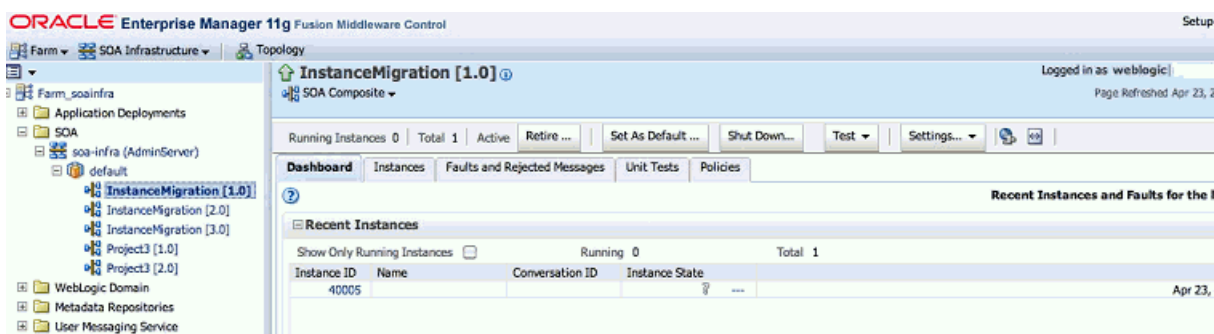 ORACLE Enterprise Manager 11g Fusion Middleware Control
Setup
Farm SOA Infrastructure Topology
InstanceMigration [1.0]
Logged in as weblogic
SOA Composite
Page Refreshed Apr 23, 2
Farm_soainfra
Application Deployments
SOA
soa-infra (AdminServer)
default
InstanceMigration [1.0]
InstanceMigration [2.0]
InstanceMigration [3.0]
Project3 [1.0]
Project3 [2.0]
WebLogic Domain
Metadata Repositories
User Messaging Service
Running Instances 0 Total 1 Active Retire ... Set As Default ... Shut Down... Test Settings...
Dashboard Instances Faults and Rejected Messages Unit Tests Policies
Recent Instances and Faults for the
Recent Instances
Show Only Running Instances Running 0 Total 1
Instance ID Name Conversation ID Instance State
40005 --- Apr 23,